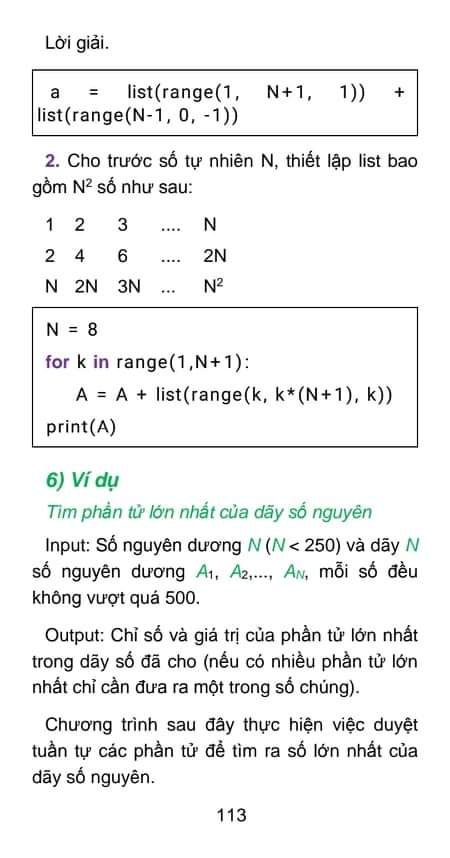 Lời giải.
a = list(range(1, N+1, 1)) +
list(range(N-1, 0, -1))
2. Cho trước số tự nhiên N, thiết lập list bao
gồm N² số như sau:
1 2 3 .... N
2 4 6 .... 2N
N 2N 3N ... N²
N = 8
for k in range(1,N+1):
A = A + list(range(k, k*(N+1), k))
print(A)
6) Ví dụ
Tìm phần tử lớn nhất của dãy số nguyên
Input: Số nguyên dương N (N < 250) và dãy N
số nguyên dương A₁, A₂,..., Aₙ, mỗi số đều
không vượt quá 500.
Output: Chỉ số và giá trị của phần tử lớn nhất
trong dãy số đã cho (nếu có nhiều phần tử lớn
nhất chỉ cần đưa ra một trong số chúng).
Chương trình sau đây thực hiện việc duyệt
tuần tự các phần tử để tìm ra số lớn nhất của
dãy số nguyên.
113